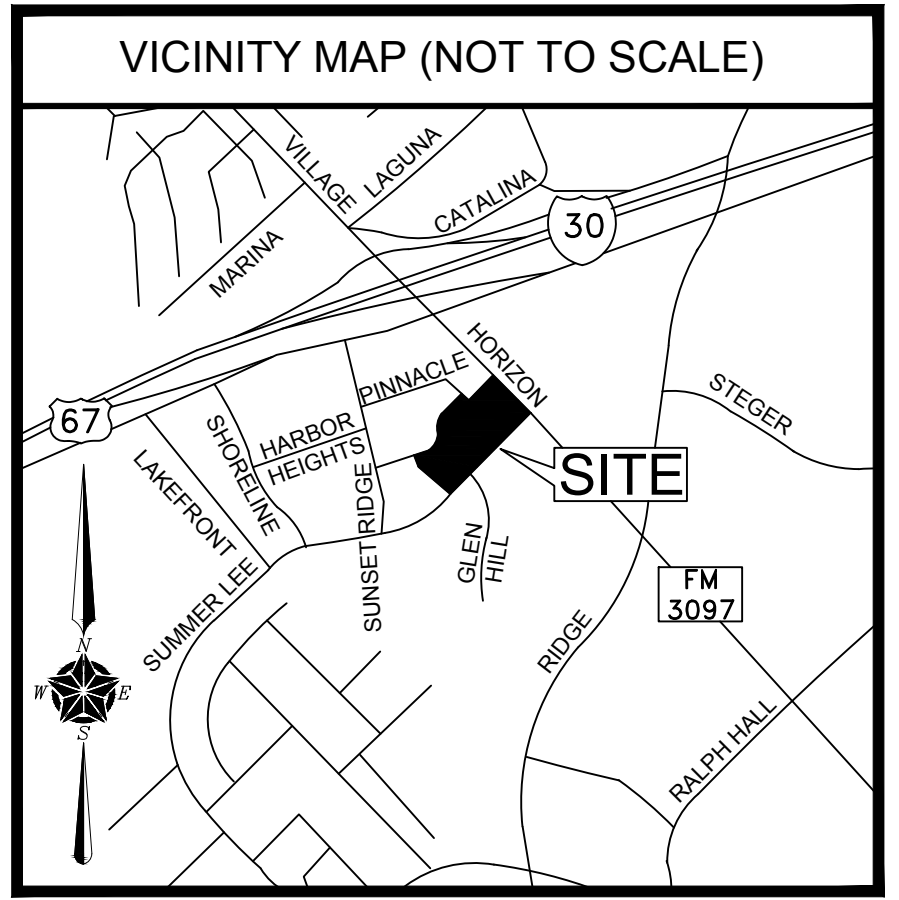 VICINITY MAP (NOT TO SCALE)
VILLAGE
LAGUNA
CATALINA
MARINA
30
HORIZON
PINNACLE
STEGER
67
SHORELINE
HARBOR
HEIGHTS
LAKEFRONT
SITE
SUNSET RIDGE
GLEN
HILL
SUMMER LEE
FM
3097
RIDGE
N
W
E
S
RALPH HALL